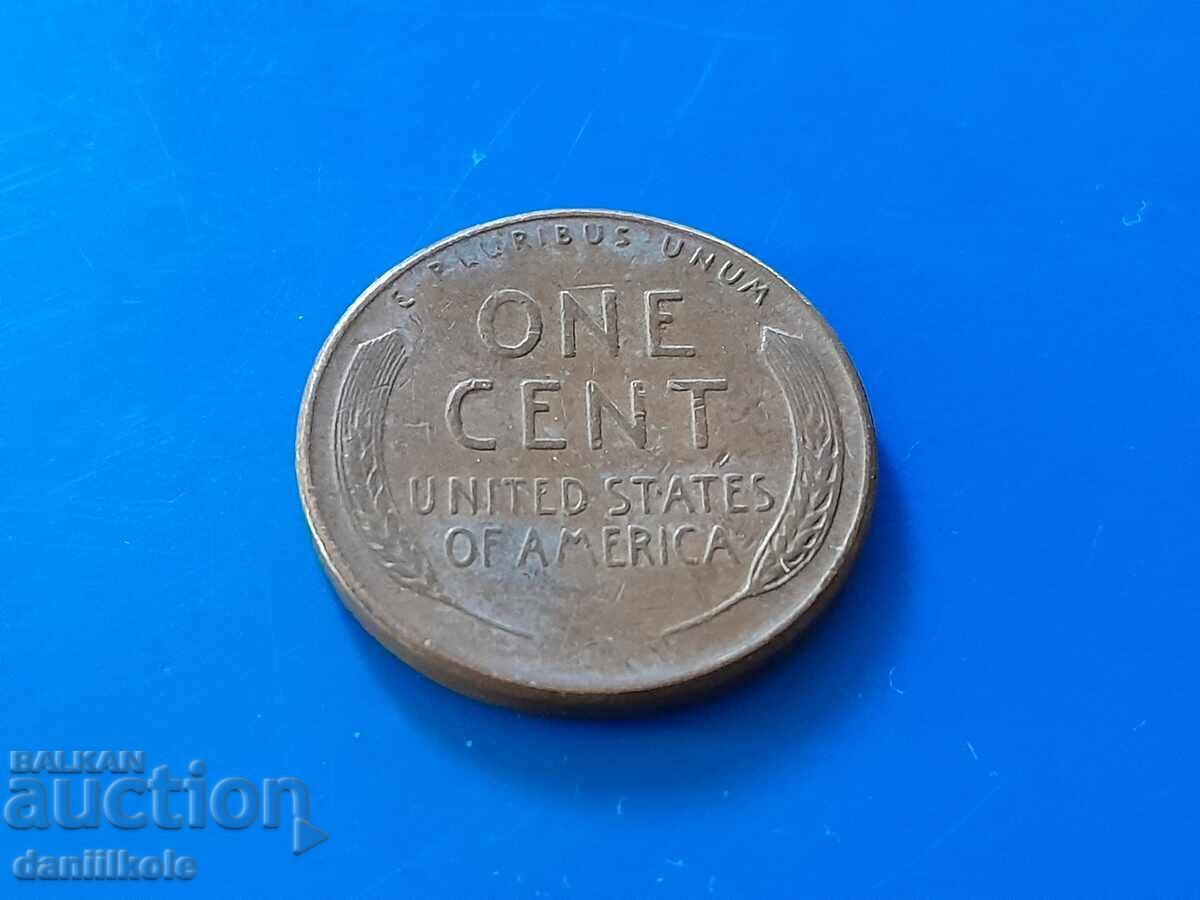 E PLURIBUS UNUM
ONE
CENT
UNITED STATES
OF AMERICA
BALKAN
auction
daniilkole